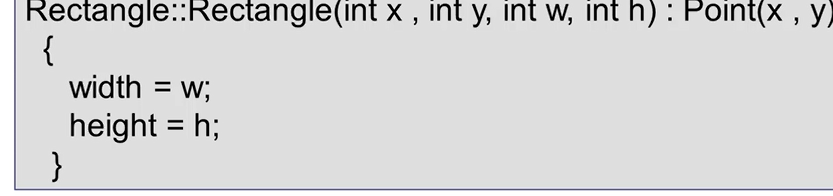 Rectangle::Rectangle(int x , int y, int w, int h) : Point(x , y)
{
width = w;
height = h;
}